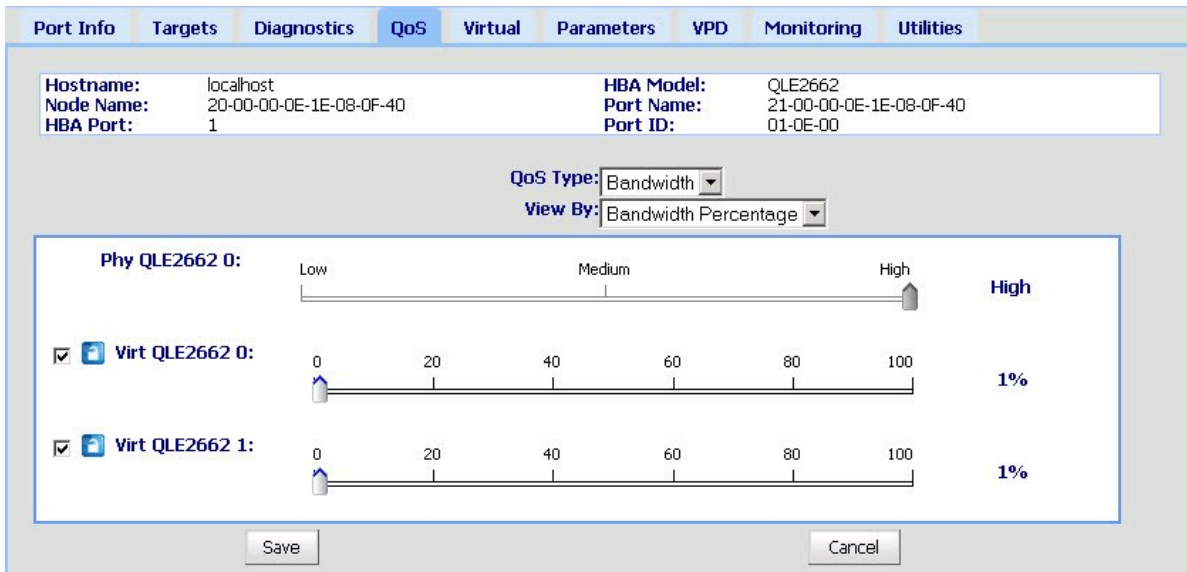 Port Info Targets Diagnostics QoS Virtual Parameters VPD Monitoring Utilities
Hostname: localhost HBA Model: QLE2662
Node Name: 20-00-00-0E-1E-08-0F-40 Port Name: 21-00-00-0E-1E-08-0F-40
HBA Port: 1 Port ID: 01-0E-00
QoS Type: Bandwidth
View By: Bandwidth Percentage
Phy QLE2662 0: Low Medium High High
Virt QLE2662 0: 0 20 40 60 80 100 1%
Virt QLE2662 1: 0 20 40 60 80 100 1%
Save Cancel